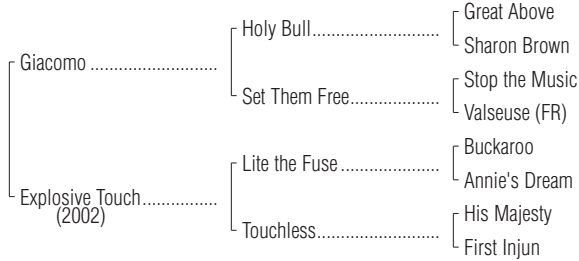 Great Above
Holy Bull..............................
Sharon Brown
Giacomo ..............................
Stop the Music
Set Them Free.....................
Valseuse (FR)
Buckaroo
Lite the Fuse ........................
Annie's Dream
Explosive Touch..................
(2002)
His Majesty
Touchless.............................
First Injun